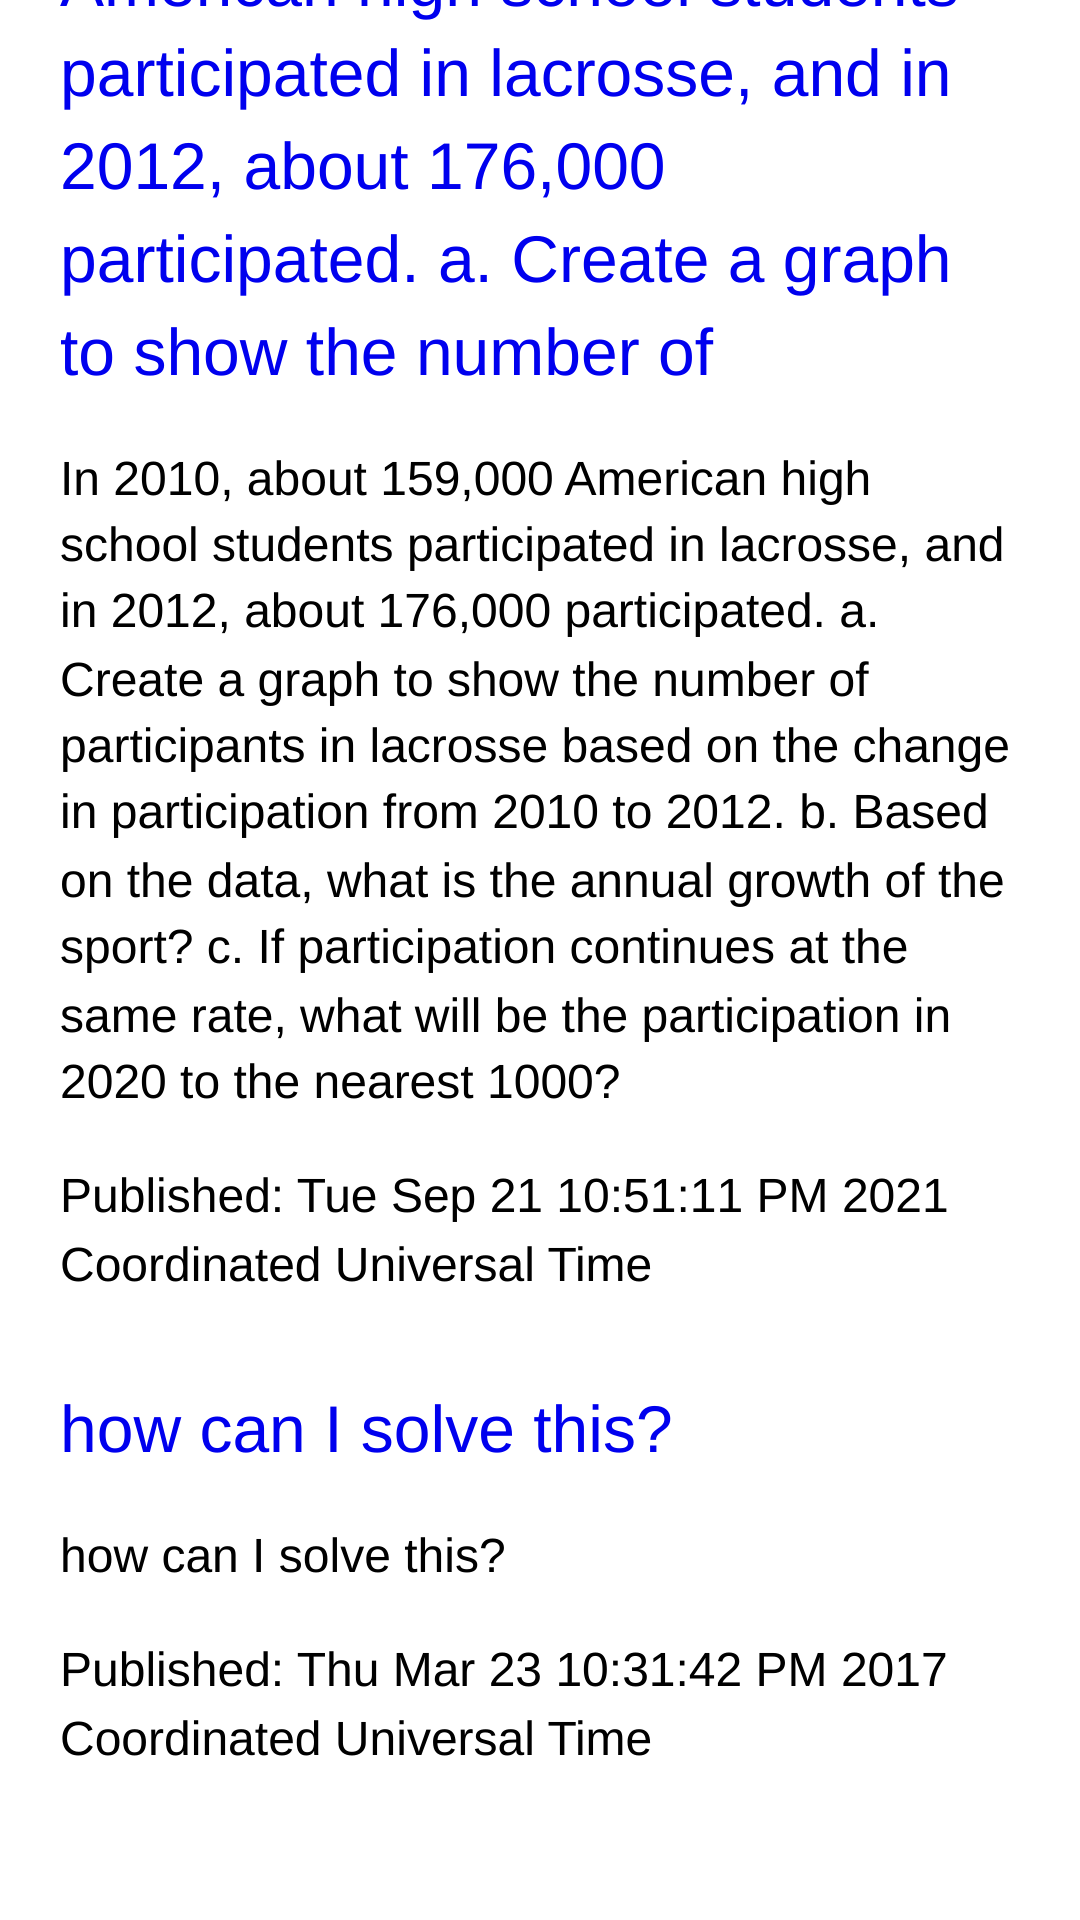 American high school students
participated in lacrosse, and in
2012, about 176,000
participated. a. Create a graph
to show the number of
In 2010, about 159,000 American high
school students participated in lacrosse, and
in 2012, about 176,000 participated. a.
Create a graph to show the number of
participants in lacrosse based on the change
in participation from 2010 to 2012. b. Based
on the data, what is the annual growth of the
sport? c. If participation continues at the
same rate, what will be the participation in
2020 to the nearest 1000?
Published: Tue Sep 21 10:51:11 PM 2021
Coordinated Universal Time
how can I solve this?
how can I solve this?
Published: Thu Mar 23 10:31:42 PM 2017
Coordinated Universal Time